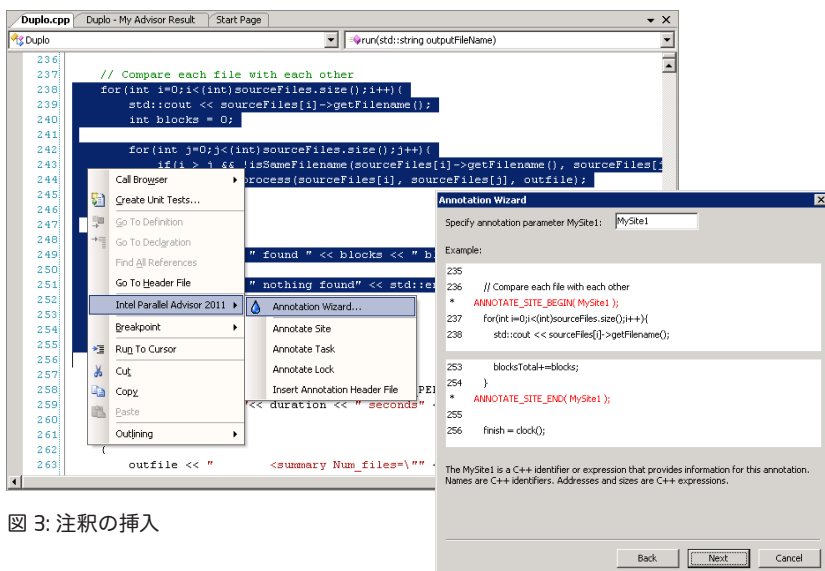 Duplo.cpp Duplo - My Advisor Result Start Page
Duplo run(std::string outputFileName)
236
237 // Compare each file with each other
238 for(int i=0;i<(int)sourceFiles.size();i++){
239 std::cout << sourceFiles[i]->getFilename();
240 int blocks = 0;
241
242 for(int j=0;j<(int)sourceFiles.size();j++){
243 if(i > j && !isSameFilename(sourceFiles[i]->getFilename(), sourceFiles[j
244 process(sourceFiles[i], sourceFiles[j], outfile);
245
246
247
248
249 " found " << blocks << " b
250
251 " nothing found" << std::e
252
253
254
255
256
257
258
259 "<< duration << " seconds"
260
261
262 {
263 outfile << " <summary Num_files=\""
Call Browser
Create Unit Tests...
Go To Definition
Go To Declaration
Find All References
Go To Header File
Intel Parallel Advisor 2011
Breakpoint
Run To Cursor
Cut
Copy
Paste
Outlining
Annotation Wizard...
Annotate Site
Annotate Task
Annotate Lock
Insert Annotation Header File
Annotation Wizard
Specify annotation parameter MySite1: MySite1
Example:
235
236 // Compare each file with each other
* ANNOTATE_SITE_BEGIN( MySite1 );
237 for(int i=0;i<(int)sourceFiles.size();i++){
238 std::cout << sourceFiles[i]->getFilename();
253 blocksTotal+=blocks;
254 }
* ANNOTATE_SITE_END( MySite1 );
255
256 finish = clock();
The MySite1 is a C++ identifier or expression that provides information for this annotation.
Names are C++ identifiers. Addresses and sizes are C++ expressions.
Back Next Cancel
図 3: 注釈の挿入